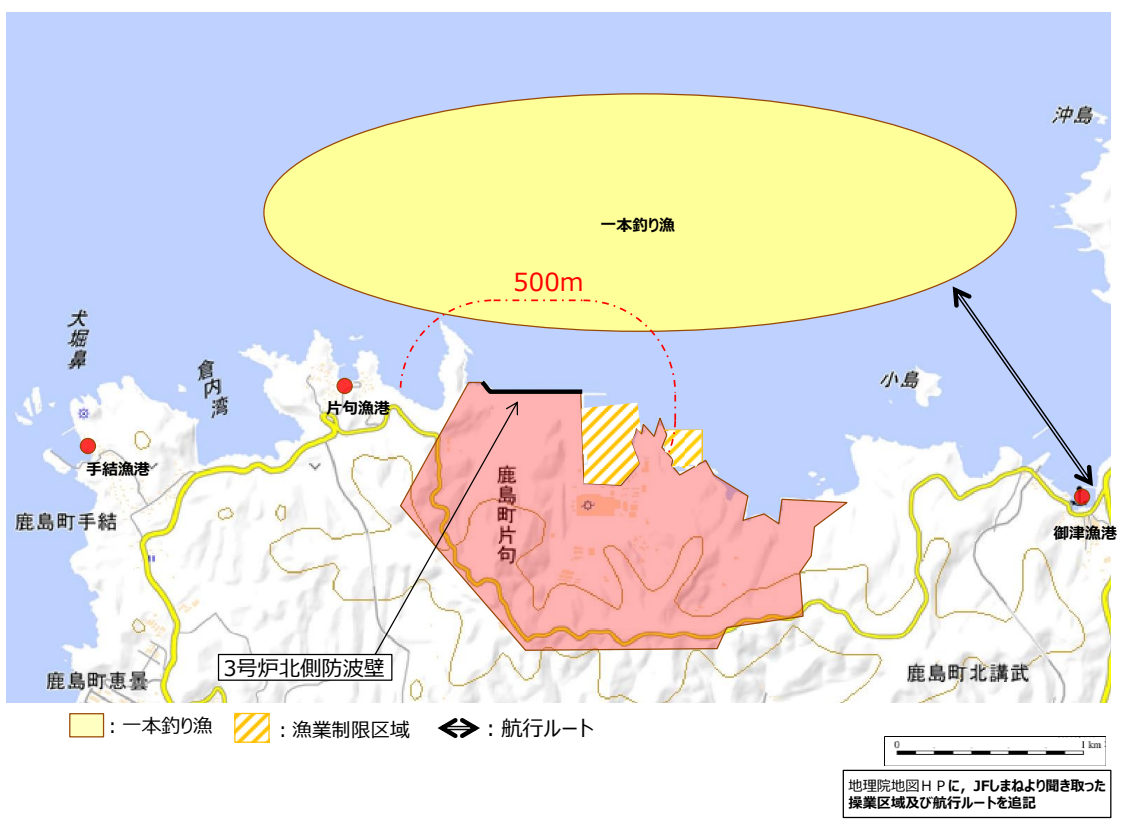 沖島
一本釣り漁
500m
犬堀鼻
倉内湾
小島
片句漁港
手結漁港
鹿島町片句
鹿島町手結
御津漁港
3号炉北側防波壁
鹿島町恵曇
鹿島町北講武
：一本釣り漁
：漁業制限区域
：航行ルート
0 1 km
地理院地図ＨＰに，JFしまねより聞き取った
操業区域及び航行ルートを追記